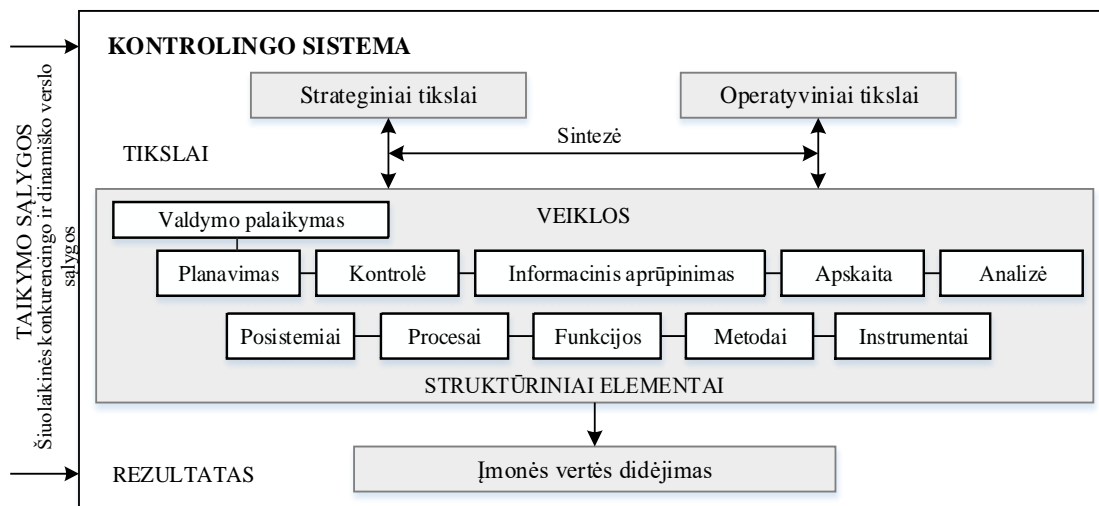 TAIKYMO SĄLYGOS
Šiuolaikinės konkurencingo ir dinamiško verslo
sąlygos
KONTROLINGO SISTEMA
Strateginiai tikslai
Operatyviniai tikslai
Sintezė
TIKSLAI
VEIKLOS
Valdymo palaikymas
Planavimas
Kontrolė
Informacinis aprūpinimas
Apskaita
Analizė
Posistemiai
Procesai
Funkcijos
Metodai
Instrumentai
STRUKTŪRINIAI ELEMENTAI
REZULTATAS
Įmonės vertės didėjimas